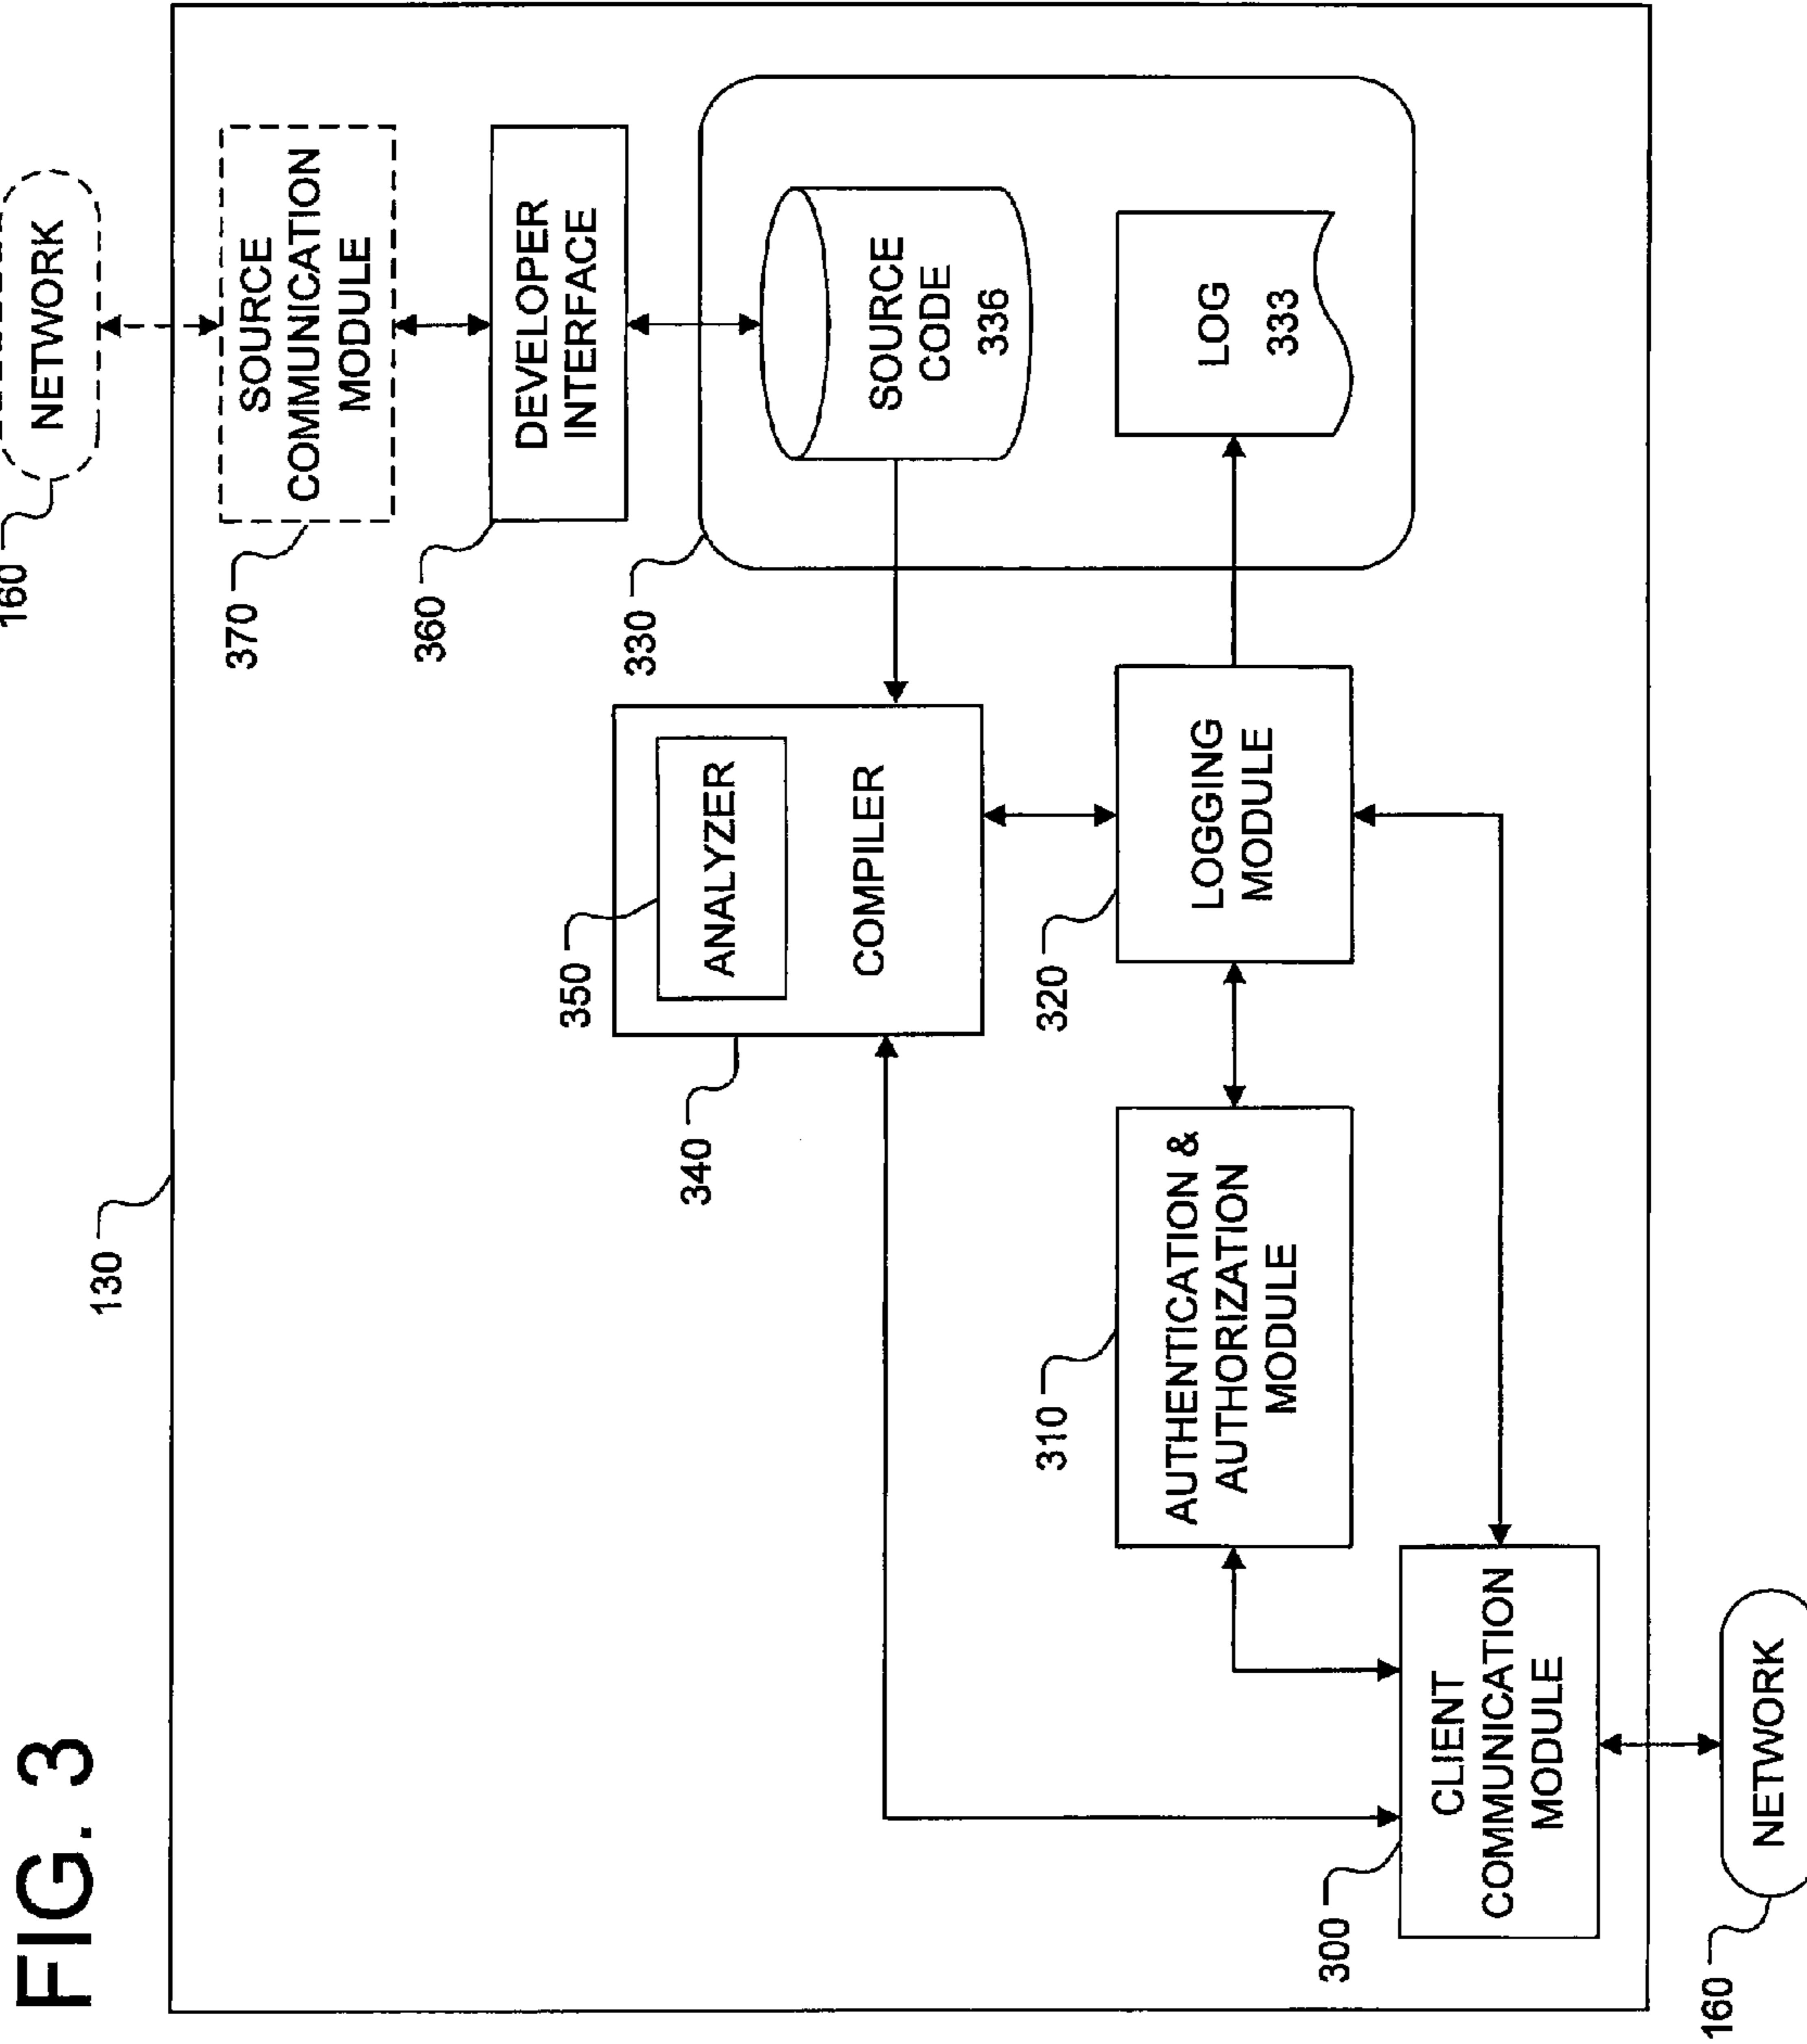 FIG. 3
130
160
NETWORK
370
SOURCE
COMMUNICATION
MODULE
360
DEVELOPER
INTERFACE
330
SOURCE
CODE
336
LOG
333
350
ANALYZER
COMPILER
340
320
LOGGING
MODULE
310
AUTHENTICATION &
AUTHORIZATION
MODULE
300
CLIENT
COMMUNICATION
MODULE
160
NETWORK